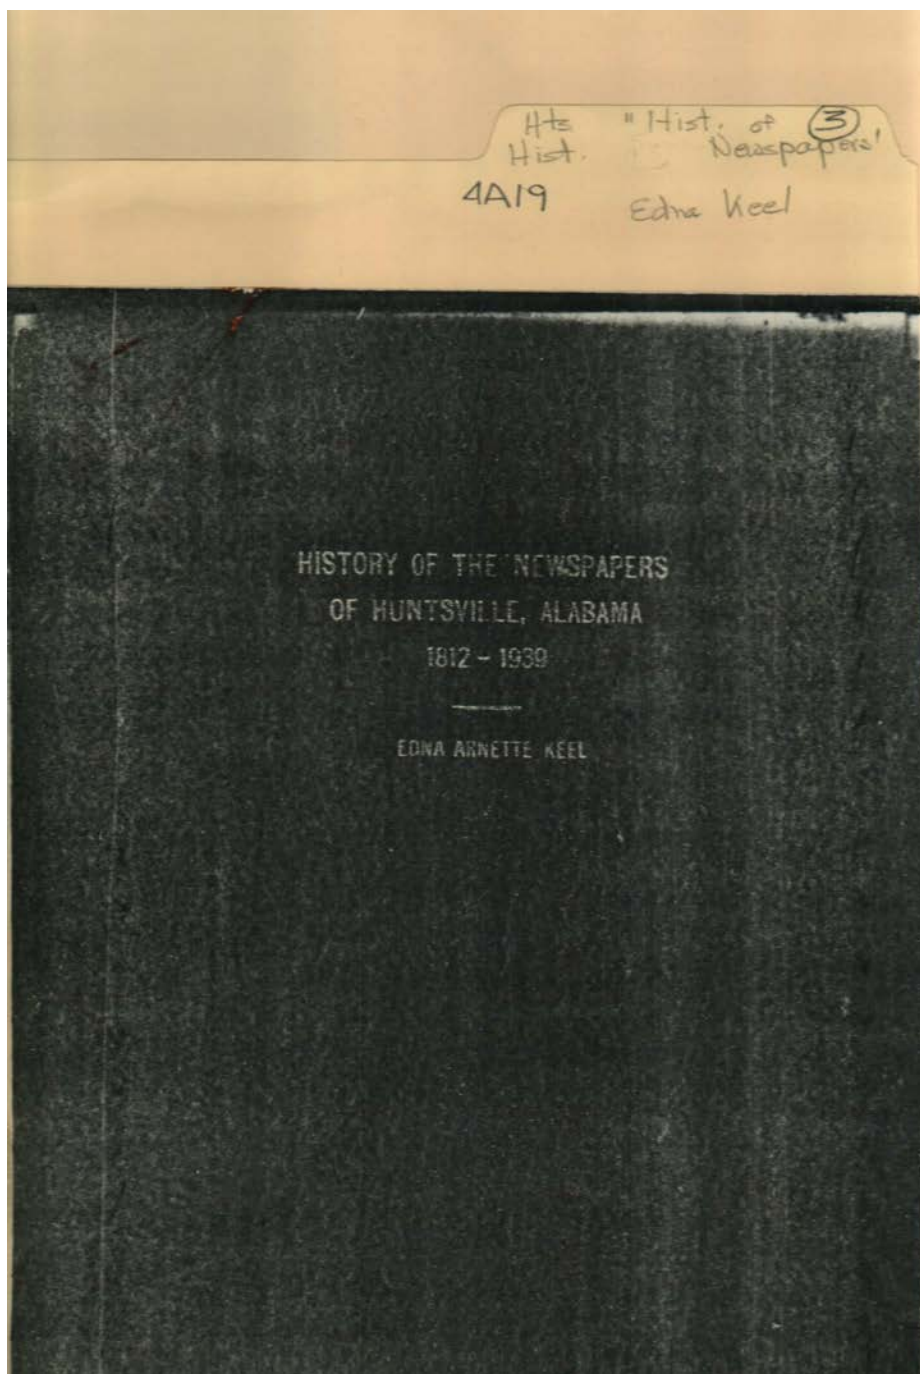 Hts "Hist. of 3
Hist. Newspapers'
4A19 Edna Keel
HISTORY OF THE NEWSPAPERS
OF HUNTSVILLE, ALABAMA
1812 – 1939
EDNA ARNETTE KEEL